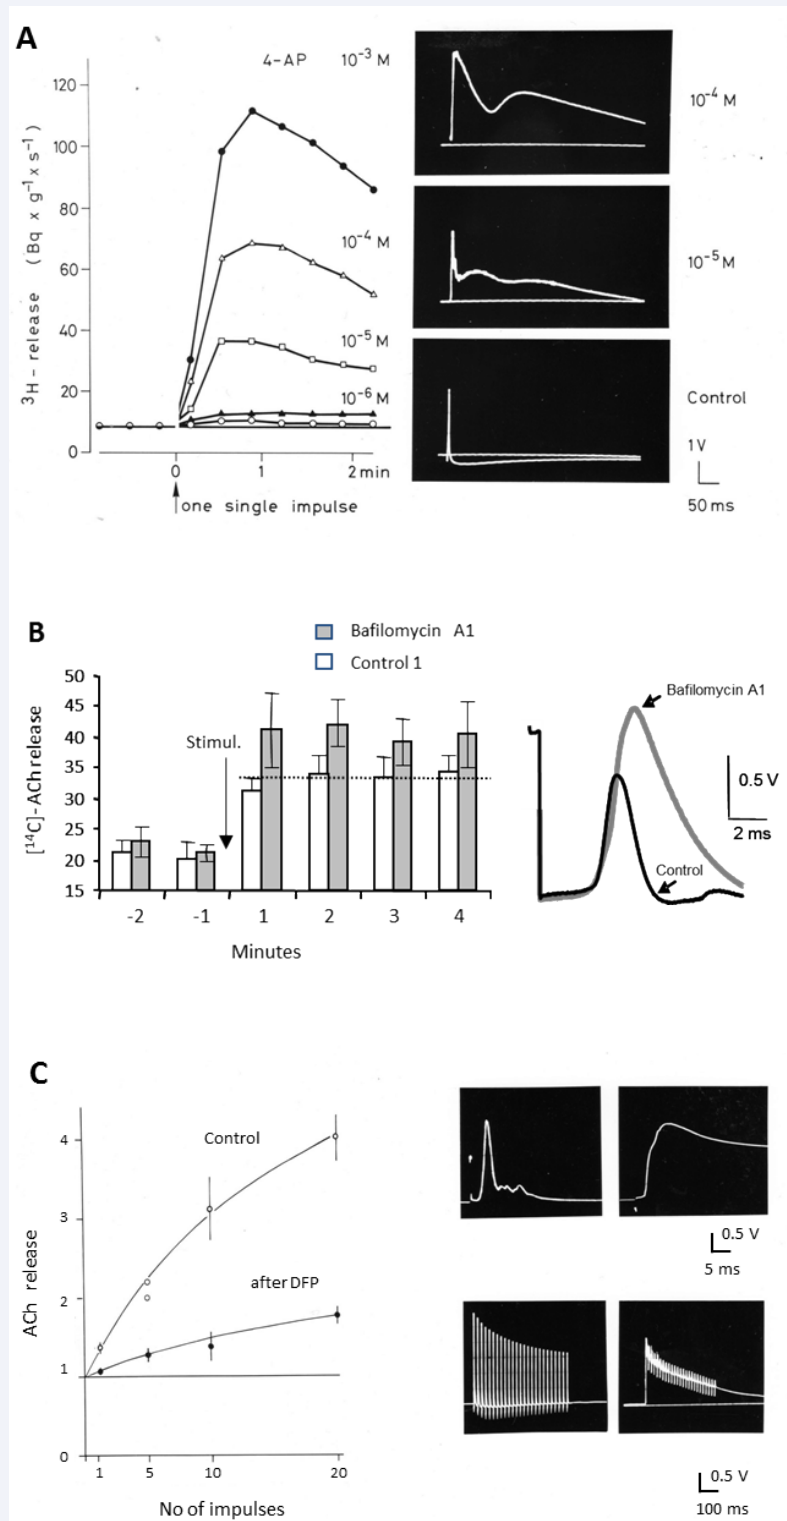 A
4-AP 10⁻³ M
10⁻⁴ M
10⁻⁵ M
10⁻⁶ M
³H – release (Bq x g⁻¹ x s⁻¹)
120
100
80
60
40
20
0
0 1 2 min
one single impulse
10⁻⁴ M
10⁻⁵ M
Control
1 V
50 ms
B
Bafilomycin A1
Control 1
[¹⁴C]-ACh release
50
45
40
35
30
25
20
15
Stimul.
-2 -1 1 2 3 4
Minutes
Bafilomycin A1
0.5 V
2 ms
Control
C
ACh release
4
3
2
1
0
Control
after DFP
1 5 10 20
No of impulses
0.5 V
5 ms
0.5 V
100 ms